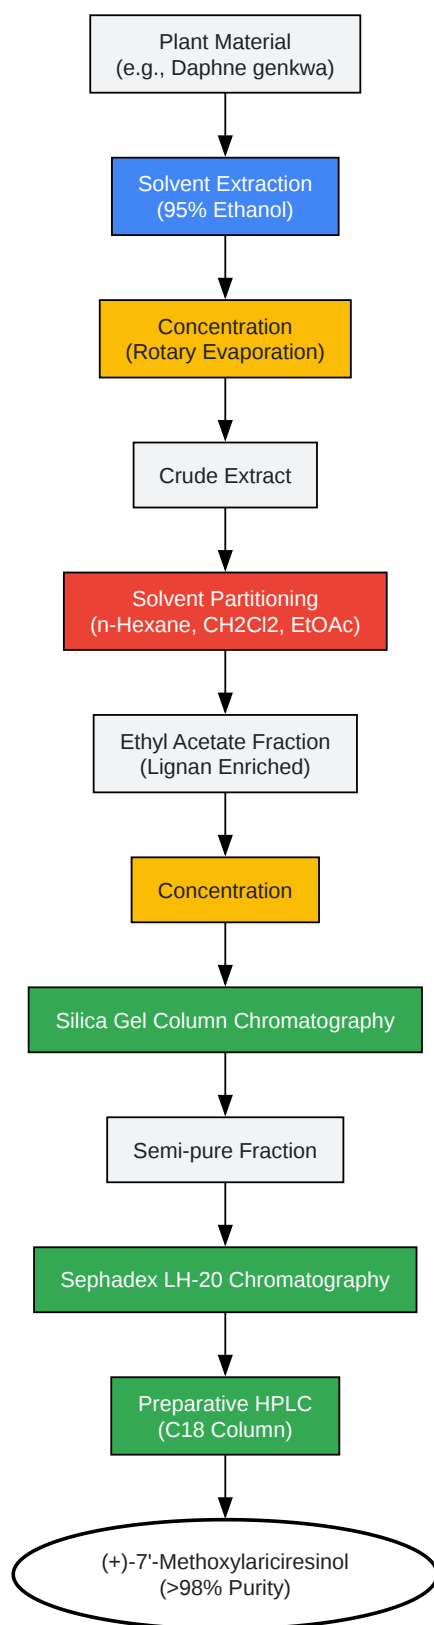 Plant Material
(e.g., Daphne genkwa)
Solvent Extraction
(95% Ethanol)
Concentration
(Rotary Evaporation)
Crude Extract
Solvent Partitioning
(n-Hexane, CH2Cl2, EtOAc)
Ethyl Acetate Fraction
(Lignan Enriched)
Concentration
Silica Gel Column Chromatography
Semi-pure Fraction
Sephadex LH-20 Chromatography
Preparative HPLC
(C18 Column)
(+)-7'-Methoxylariciresinol
(>98% Purity)